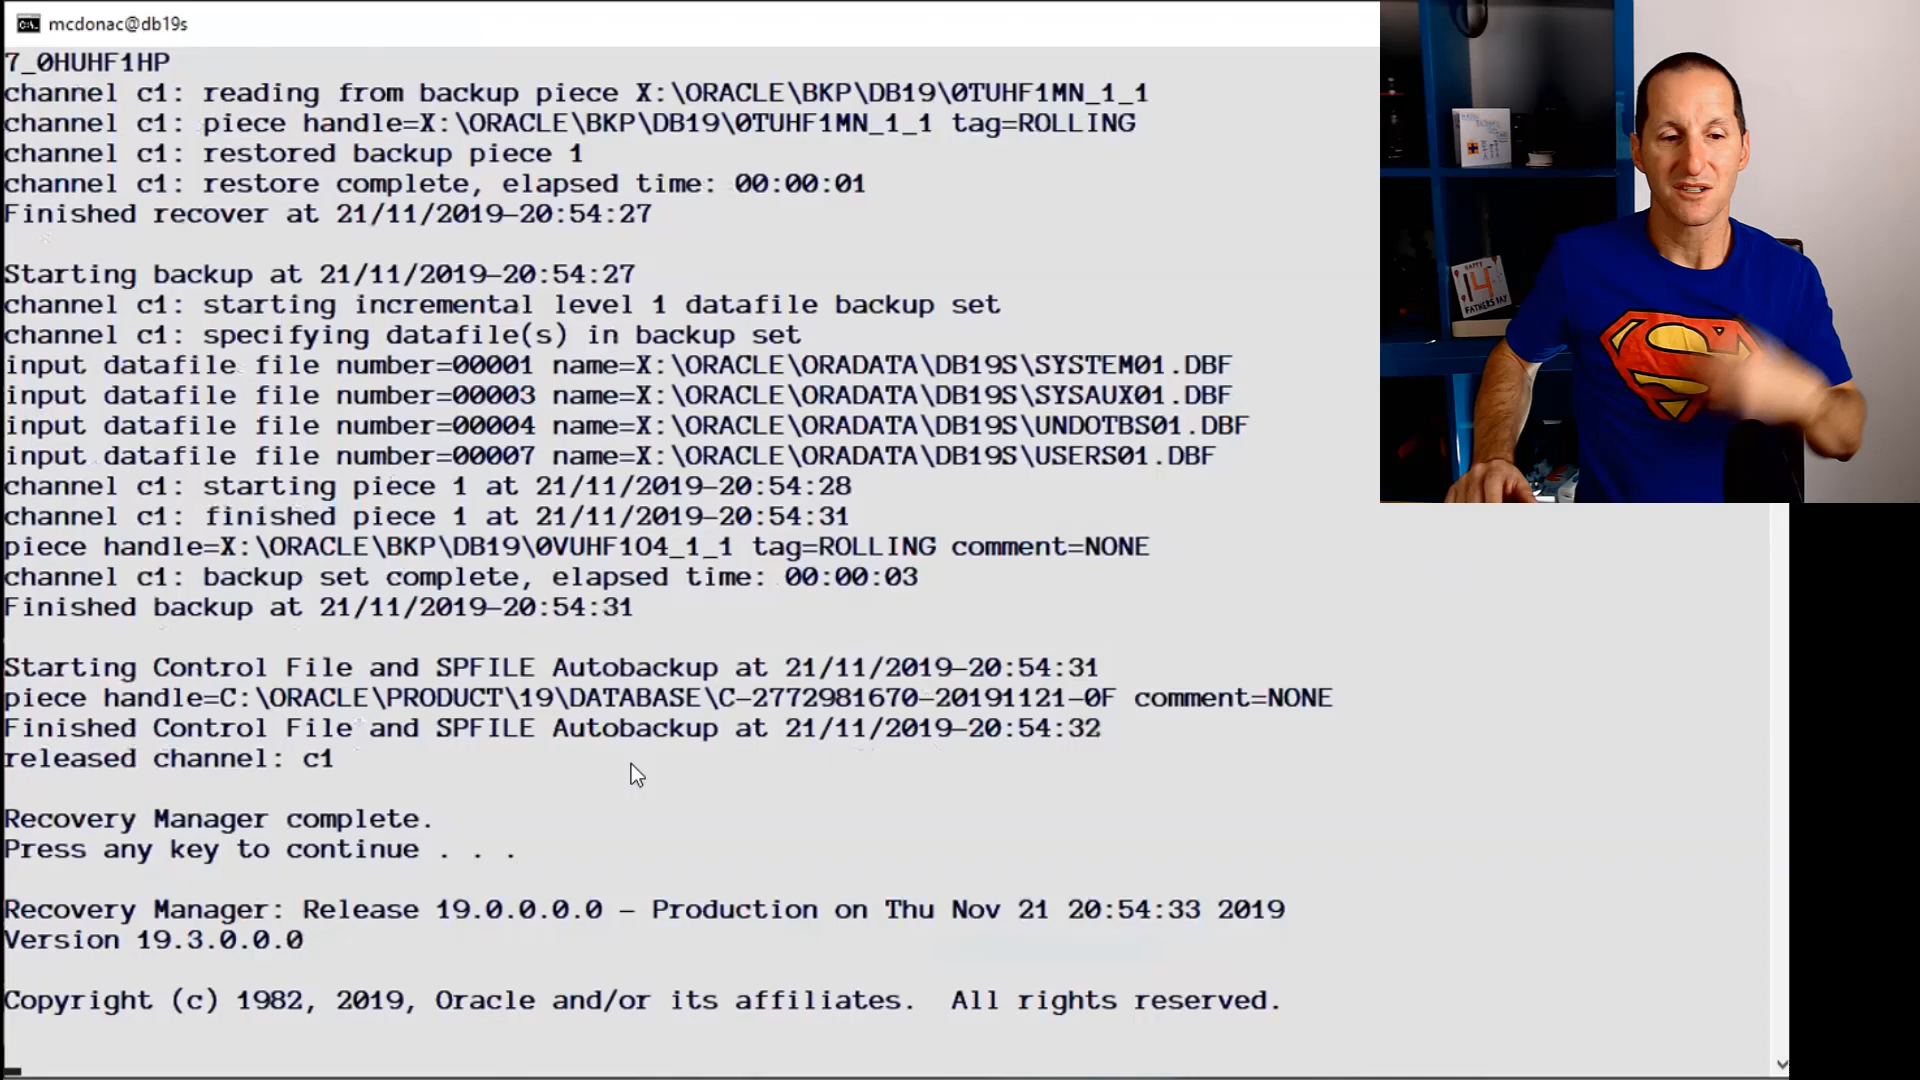 mcdonac@db19s
7_0HUHF1HP
channel c1: reading from backup piece X:\ORACLE\BKP\DB19\0TUHF1MN_1_1
channel c1: piece handle=X:\ORACLE\BKP\DB19\0TUHF1MN_1_1 tag=ROLLING
channel c1: restored backup piece 1
channel c1: restore complete, elapsed time: 00:00:01
Finished recover at 21/11/2019-20:54:27
Starting backup at 21/11/2019-20:54:27
channel c1: starting incremental level 1 datafile backup set
channel c1: specifying datafile(s) in backup set
input datafile file number=00001 name=X:\ORACLE\ORADATA\DB19S\SYSTEM01.DBF
input datafile file number=00003 name=X:\ORACLE\ORADATA\DB19S\SYSAUX01.DBF
input datafile file number=00004 name=X:\ORACLE\ORADATA\DB19S\UNDOTBS01.DBF
input datafile file number=00007 name=X:\ORACLE\ORADATA\DB19S\USERS01.DBF
channel c1: starting piece 1 at 21/11/2019-20:54:28
channel c1: finished piece 1 at 21/11/2019-20:54:31
piece handle=X:\ORACLE\BKP\DB19\0VUHF1O4_1_1 tag=ROLLING comment=NONE
channel c1: backup set complete, elapsed time: 00:00:03
Finished backup at 21/11/2019-20:54:31
Starting Control File and SPFILE Autobackup at 21/11/2019-20:54:31
piece handle=C:\ORACLE\PRODUCT\19\DATABASE\C-2772981670-20191121-0F comment=NONE
Finished Control File and SPFILE Autobackup at 21/11/2019-20:54:32
released channel: c1
Recovery Manager complete.
Press any key to continue . . .
Recovery Manager: Release 19.0.0.0.0 - Production on Thu Nov 21 20:54:33 2019
Version 19.3.0.0.0
Copyright (c) 1982, 2019, Oracle and/or its affiliates.  All rights reserved.
HAPPY
14
FATHERS DAY
S